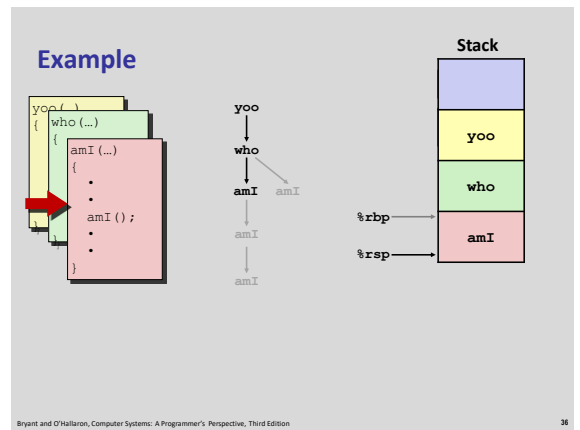 Example
Stack
yoo(…)
{
}
who(…)
{
}
amI(…)
{
•
•
amI();
•
•
}
yoo
who
amI amI
amI
amI
yoo
who
amI
%rbp
%rsp
Bryant and O'Hallaron, Computer Systems: A Programmer's Perspective, Third Edition
36